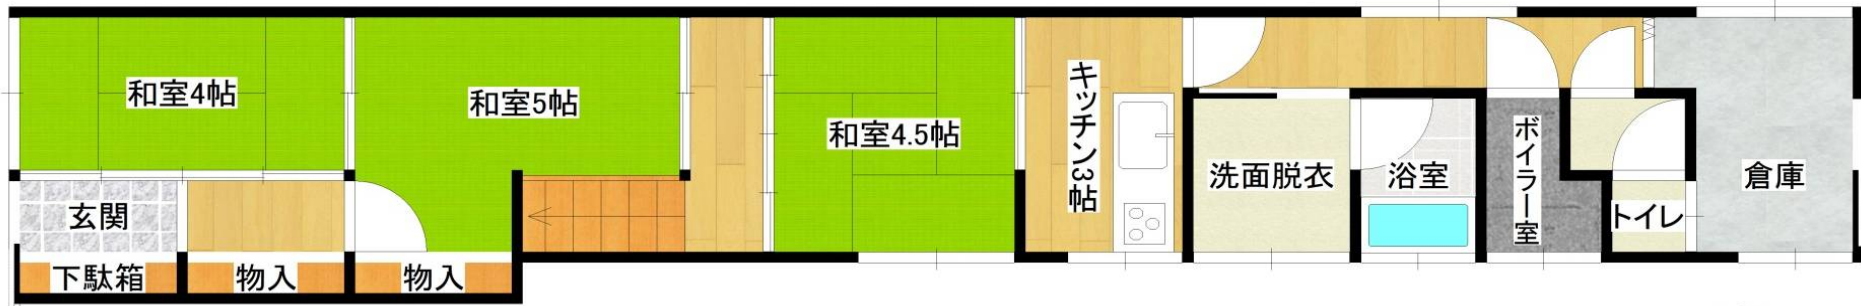 和室4帖
和室5帖
和室4.5帖
キッチン3帖
洗面脱衣
浴室
ボイラー室
トイレ
倉庫
玄関
下駄箱
物入
物入